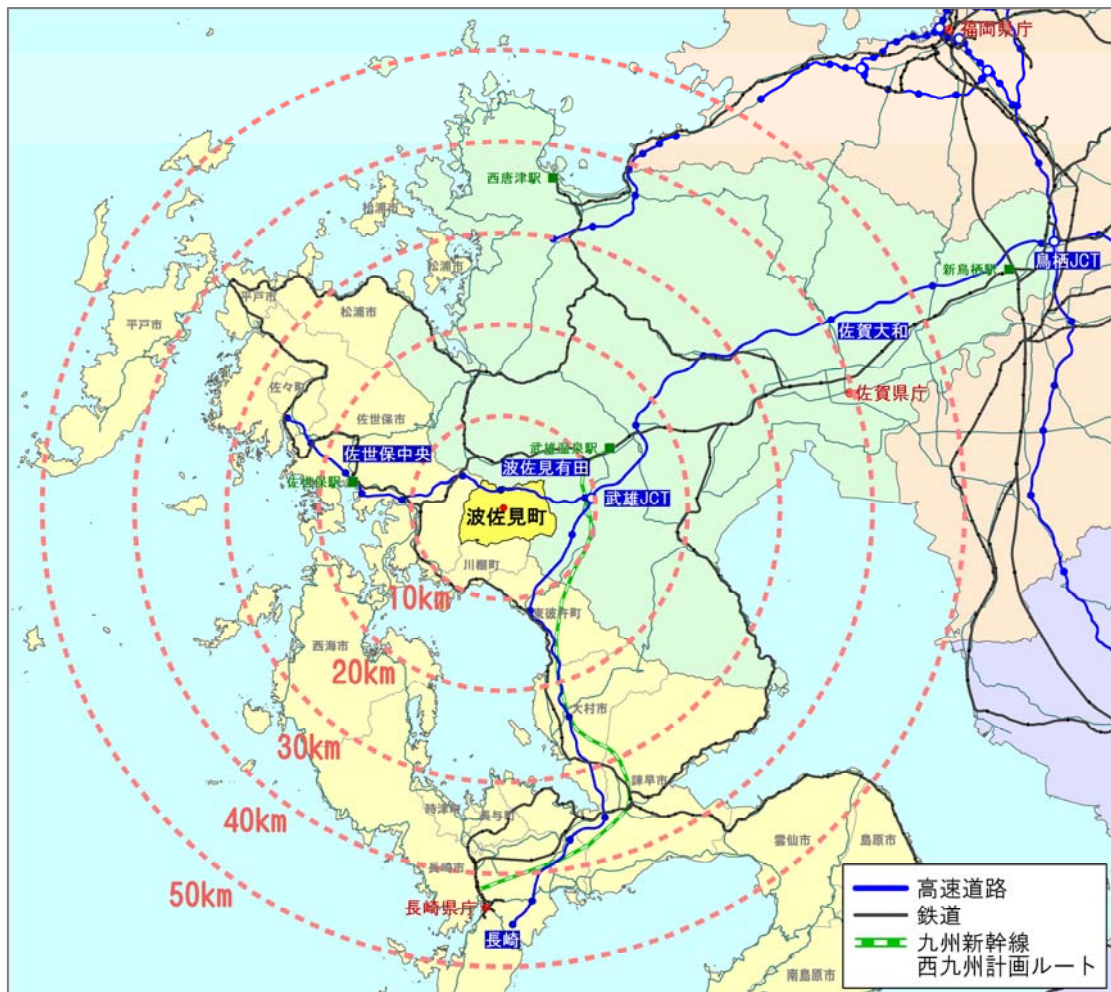 福岡県庁
西唐津駅
松浦市
鳥栖JCT
新鳥栖駅
松浦市
平戸市
松浦市
平戸市
佐賀大和
佐々町
佐賀県庁
佐世保市
武雄温泉駅
佐世保中央
波佐見有田
佐世保駅
武雄JCT
波佐見町
川棚町
10km
東彼杵町
西海市
20km
大村市
30km
諫早市
時津町
長与町
40km
雲仙市
島原市
長崎市
50km
長崎県庁
長崎
高速道路
鉄道
九州新幹線
西九州計画ルート
南島原市